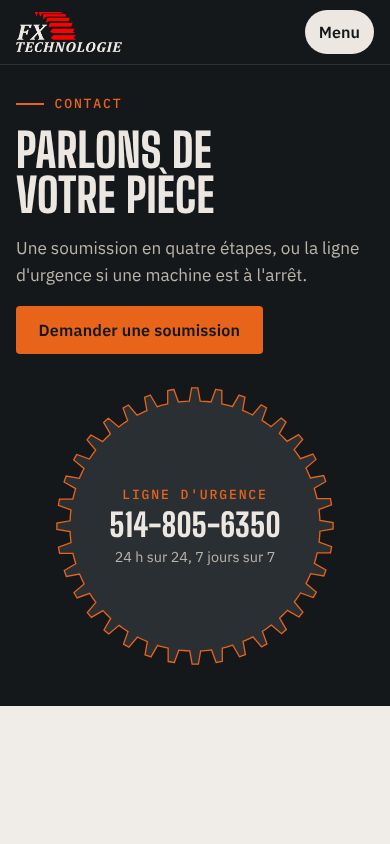 FX
TECHNOLOGIE
Menu
CONTACT
PARLONS DE
VOTRE PIÈCE
Une soumission en quatre étapes, ou la ligne
d'urgence si une machine est à l'arrêt.
Demander une soumission
LIGNE D'URGENCE
514-805-6350
24 h sur 24, 7 jours sur 7